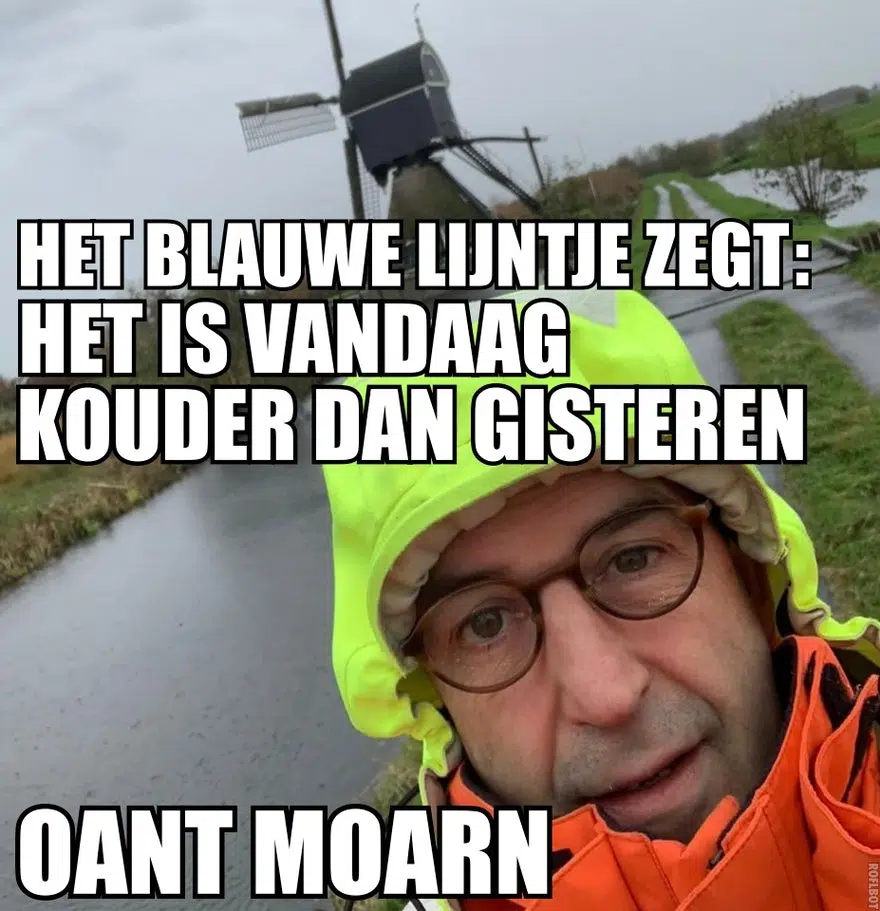 HET BLAUWE LIJNTJE ZEGT:
HET IS VANDAAG
KOUDER DAN GISTEREN
OANT MOARN
ROFLBOT